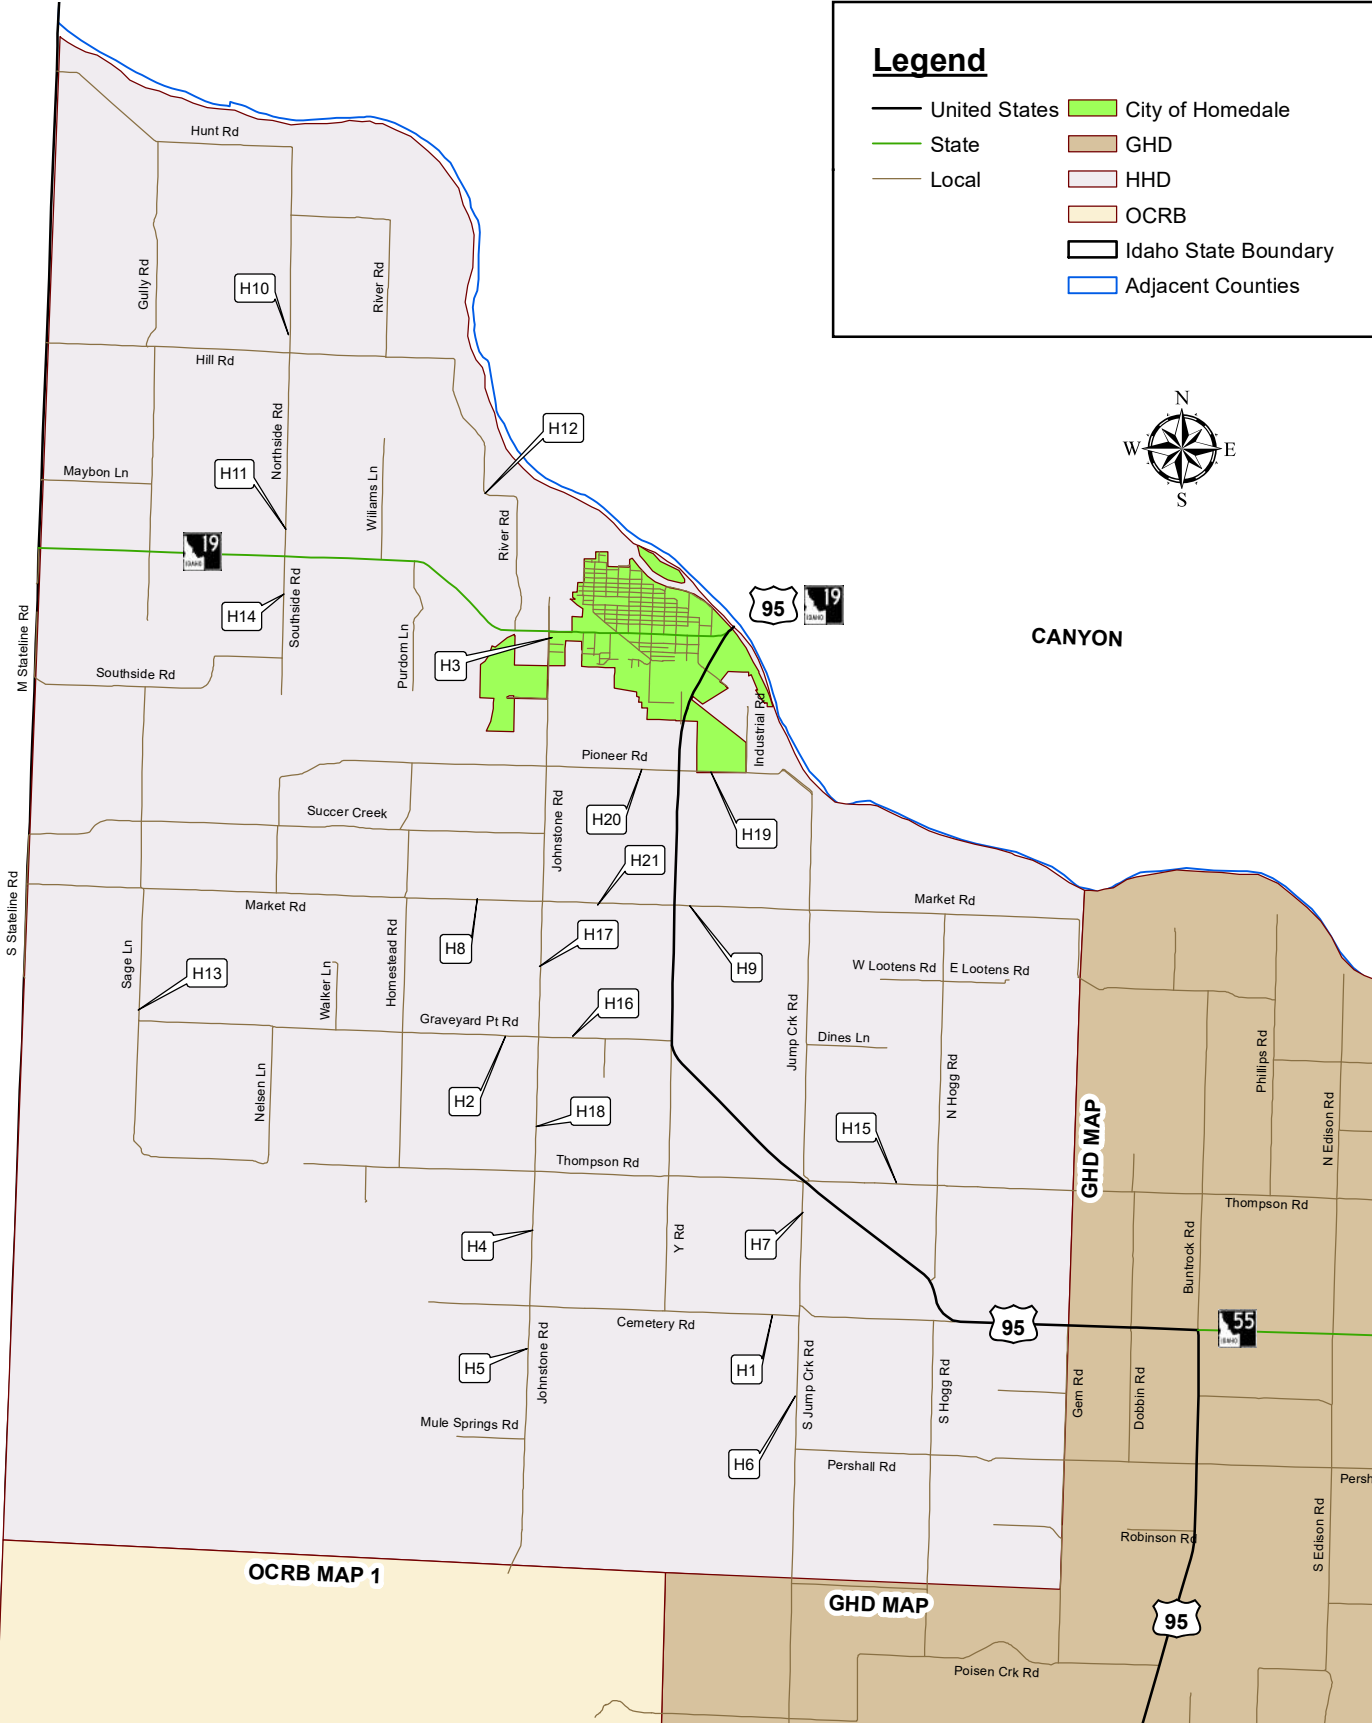 Legend
United States
State
Local
City of Homedale
GHD
HHD
OCRB
Idaho State Boundary
Adjacent Counties
N
W
E
S
CANYON
Hunt Rd
Gully Rd
River Rd
H10
Hill Rd
Northside Rd
H12
Maybon Ln
H11
Wiliams Ln
River Rd
19
IDAHO
95
19
IDAHO
H14
Southside Rd
M Stateline Rd
Purdom Ln
H3
Southside Rd
Industrial Rd
Pioneer Rd
Succer Creek
H20
H19
Johnstone Rd
H21
S Stateline Rd
Market Rd
Market Rd
H8
H17
H9
Sage Ln
H13
Walker Ln
Homestead Rd
W Lootens Rd
E Lootens Rd
H16
Graveyard Pt Rd
Jump Crk Rd
Dines Ln
Phillips Rd
Nelsen Ln
H2
H18
N Hogg Rd
H15
GHD MAP
N Edison Rd
Thompson Rd
Thompson Rd
H4
Y Rd
H7
Buntrock Rd
Cemetery Rd
95
55
IDAHO
H5
Johnstone Rd
H1
S Jump Crk Rd
S Hogg Rd
Gem Rd
Dobbin Rd
Mule Springs Rd
H6
Pershall Rd
Persh
Robinson Rd
S Edison Rd
OCRB MAP 1
GHD MAP
95
Poisen Crk Rd